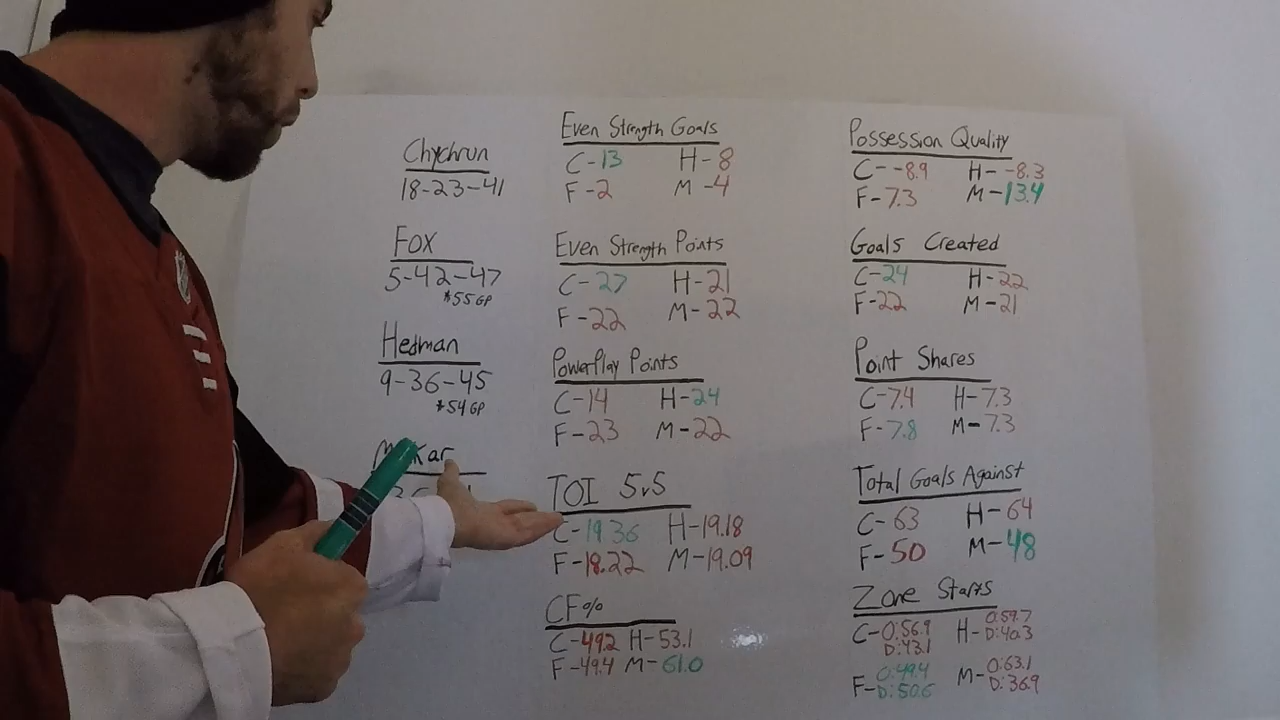 Chychrun
18-23-41
Fox
5-42-47
*55GP
Hedman
9-36-45
*54GP
Even Strength Goals
C-13 H-8
F-2 M-4
Even Strength Points
C-27 H-21
F-22 M-22
PowerPlay Points
C-14 H-24
F-23 M-22
TOI 5v5
C-19.36 H-19.18
F-18.22 M-19.09
CF%
C-49.2 H-53.1
F-49.4 M-61.0
Possession Quality
C--8.9 H--8.3
F-7.3 M-13.4
Goals Created
C-24 H-22
F-22 M-21
Point Shares
C-7.4 H-7.3
F-7.8 M-7.3
Total Goals Against
C-63 H-64
F-50 M-48
Zone Starts
C-O:56.9 H-O:59.7
D:43.1 D:40.3
F-O:49.4 M-O:63.1
D:50.6 D:36.9